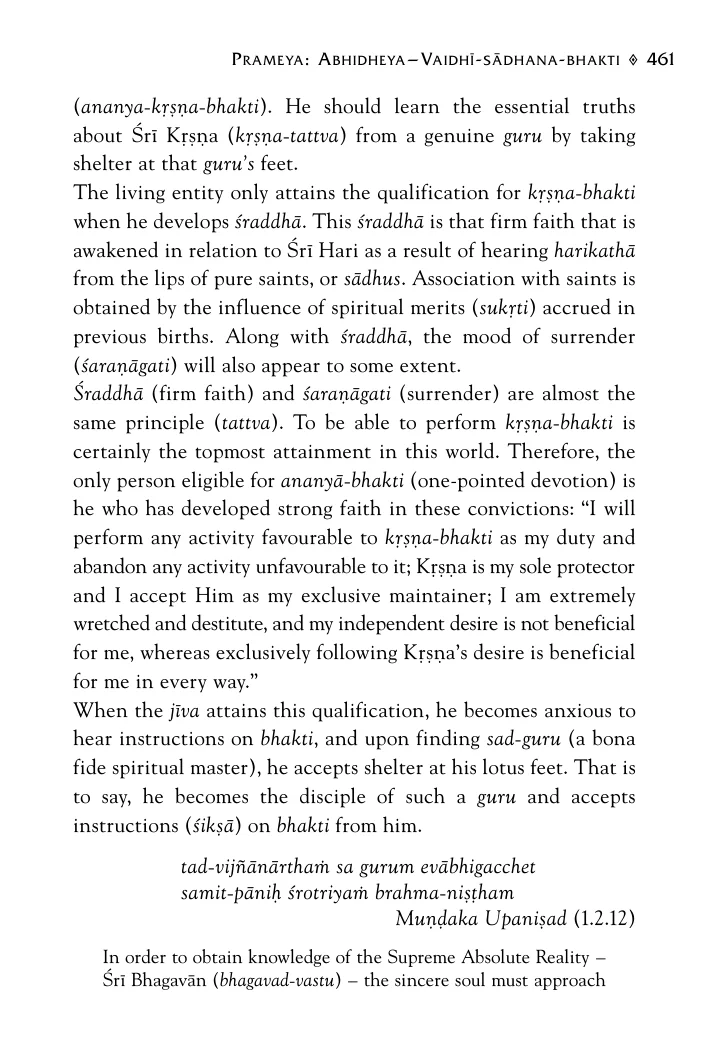 PRAMEYA: ABHIDHEYA–VAIDHĪ-SĀDHANA-BHAKTI ◈ 461
(ananya-kṛṣṇa-bhakti). He should learn the essential truths
about Śrī Kṛṣṇa (kṛṣṇa-tattva) from a genuine guru by taking
shelter at that guru’s feet.
The living entity only attains the qualification for kṛṣṇa-bhakti
when he develops śraddhā. This śraddhā is that firm faith that is
awakened in relation to Śrī Hari as a result of hearing harikathā
from the lips of pure saints, or sādhus. Association with saints is
obtained by the influence of spiritual merits (sukṛti) accrued in
previous births. Along with śraddhā, the mood of surrender
(śaraṇāgati) will also appear to some extent.
Śraddhā (firm faith) and śaraṇāgati (surrender) are almost the
same principle (tattva). To be able to perform kṛṣṇa-bhakti is
certainly the topmost attainment in this world. Therefore, the
only person eligible for ananyā-bhakti (one-pointed devotion) is
he who has developed strong faith in these convictions: “I will
perform any activity favourable to kṛṣṇa-bhakti as my duty and
abandon any activity unfavourable to it; Kṛṣṇa is my sole protector
and I accept Him as my exclusive maintainer; I am extremely
wretched and destitute, and my independent desire is not beneficial
for me, whereas exclusively following Kṛṣṇa’s desire is beneficial
for me in every way.”
When the jīva attains this qualification, he becomes anxious to
hear instructions on bhakti, and upon finding sad-guru (a bona
fide spiritual master), he accepts shelter at his lotus feet. That is
to say, he becomes the disciple of such a guru and accepts
instructions (śikṣā) on bhakti from him.
tad-vijñānārthaṁ sa gurum evābhigacchet
samit-pāniḥ śrotriyaṁ brahma-niṣṭham
Muṇḍaka Upaniṣad (1.2.12)
In order to obtain knowledge of the Supreme Absolute Reality –
Śrī Bhagavān (bhagavad-vastu) – the sincere soul must approach